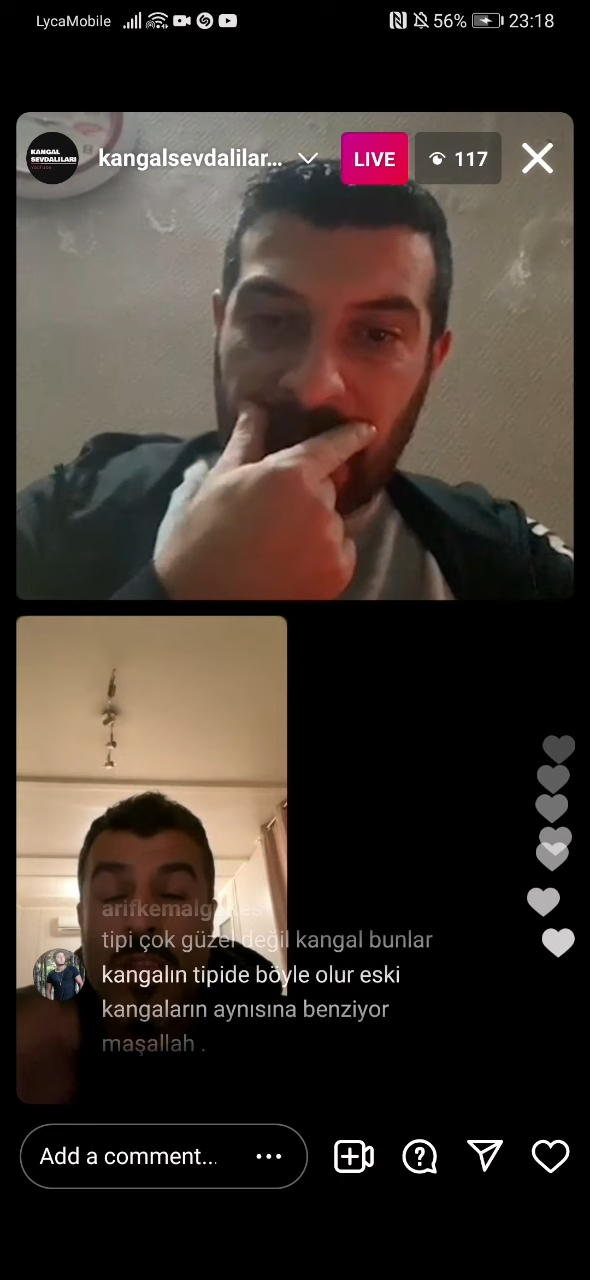 LycaMobile
56%
23:18
KANGAL
SEVDALILARI
YouTube
kangalsevdalilar...
LIVE
117
tipi çok güzel değil kangal bunlar
kangalın tipide böyle olur eski
kangaların aynısına benziyor
maşallah .
Add a comment...